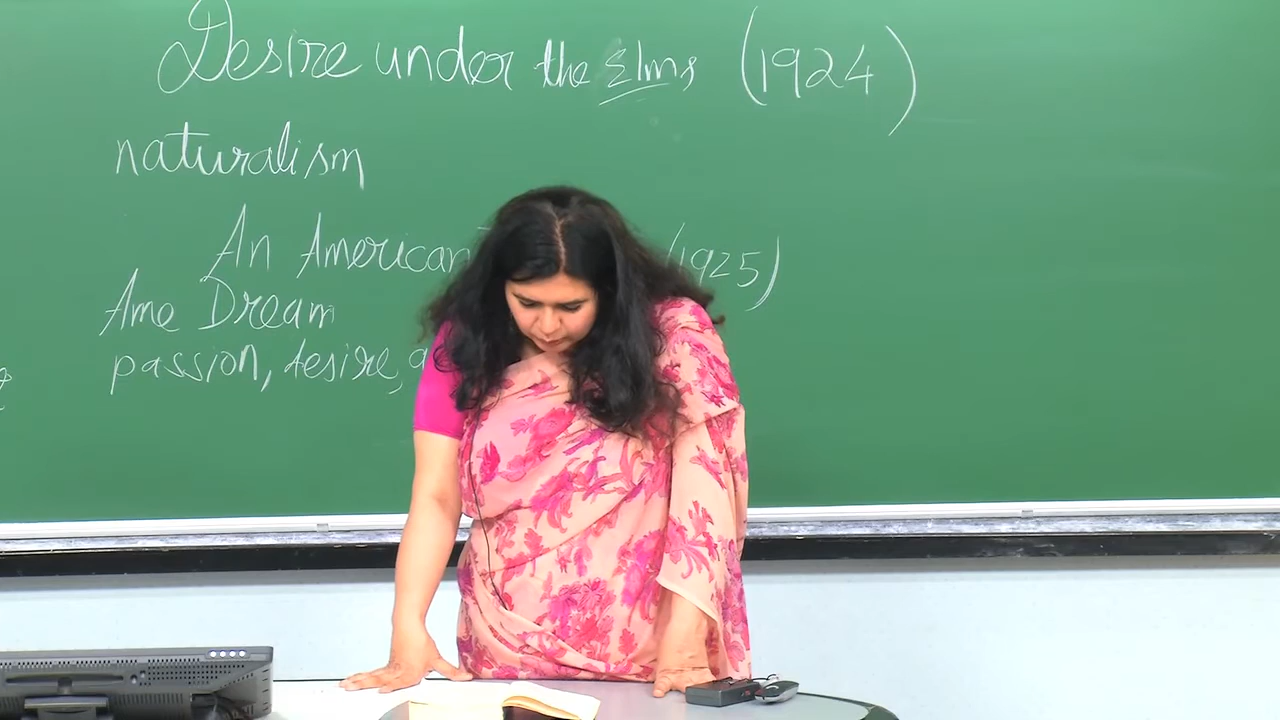 Desire under the Elms (1924)
naturalism
An American (1925)
Ame Dream
passion, desire,